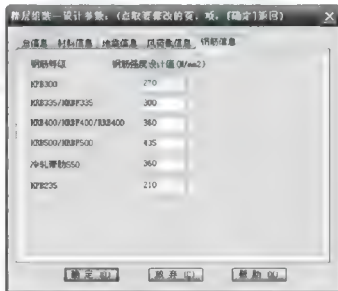 楼层组装—设计参数:(点取要修改的页、项,[确定]返回)
总信息 材料信息 地震信息 风荷载信息 钢筋信息
钢筋等级 钢筋强度设计值(N/mm2)
HPB300 270
HRB335/HRBF335 300
HRB400/HRBF400/RRB400 360
HRB500/HRBF500 435
冷轧带肋550 360
HPB235 210
确定(O) 放弃(C) 帮助(H)